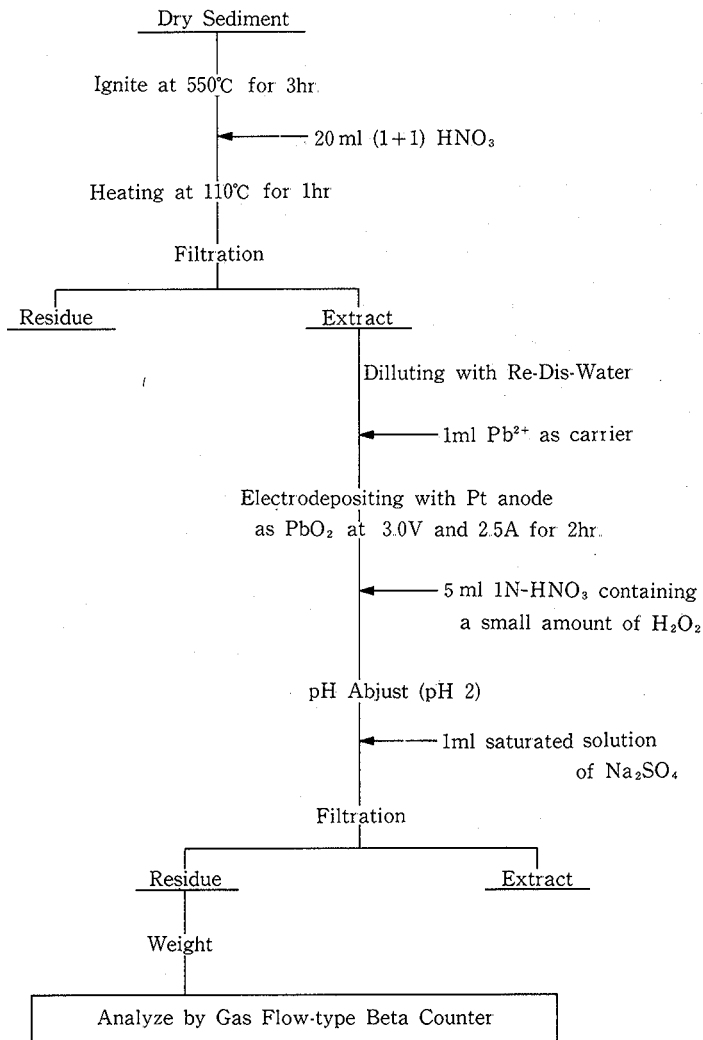 Dry Sediment
Ignite at 550℃ for 3hr.
20 ml (1+1) HNO₃
Heating at 110℃ for 1hr
Filtration
Residue
Extract
Dilluting with Re-Dis-Water
1ml Pb²⁺ as carrier
Electrodepositing with Pt anode
as PbO₂ at 3.0V and 2.5A for 2hr.
5 ml 1N-HNO₃ containing
a small amount of H₂O₂
pH Abjust (pH 2)
1ml saturated solution
of Na₂SO₄
Filtration
Residue
Extract
Weight
Analyze by Gas Flow-type Beta Counter